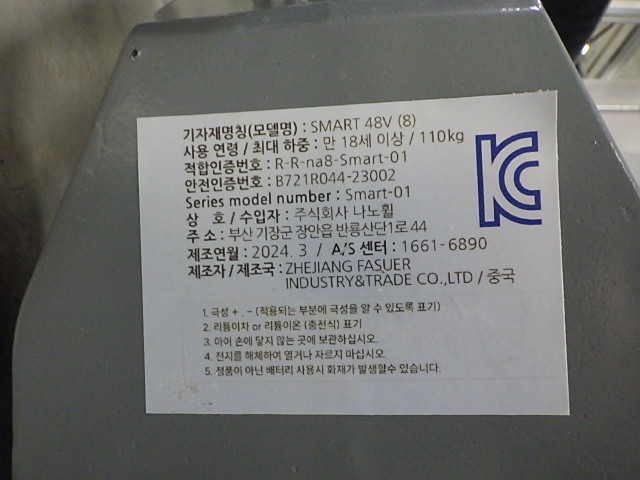 기자재명칭(모델명) : SMART 48V (8)
사용 연령 / 최대 하중 : 만 18세 이상 / 110kg
적합인증번호 : R-R-na8-Smart-01
안전인증번호 : B721R044-23002
Series model number : Smart-01
상 호 / 수입자 : 주식회사 나노휠
주 소 : 부산 기장군 장안읍 반룡산단1로 44
제조연월 : 2024. 3 / A/S 센터 : 1661-6890
제조자 / 제조국 : ZHEJIANG FASUER
INDUSTRY&TRADE CO.,LTD / 중국
1. 극성 + , - (적용되는 부분에 극성을 알 수 있도록 표기)
2. 리튬이차 or 리튬이온 (충전식) 표기
3. 아이 손에 닿지 않는 곳에 보관하십시오.
4. 전지를 해체하여 열거나 자르지 마십시오.
5. 정품이 아닌 배터리 사용시 화재가 발생할수 있습니다.